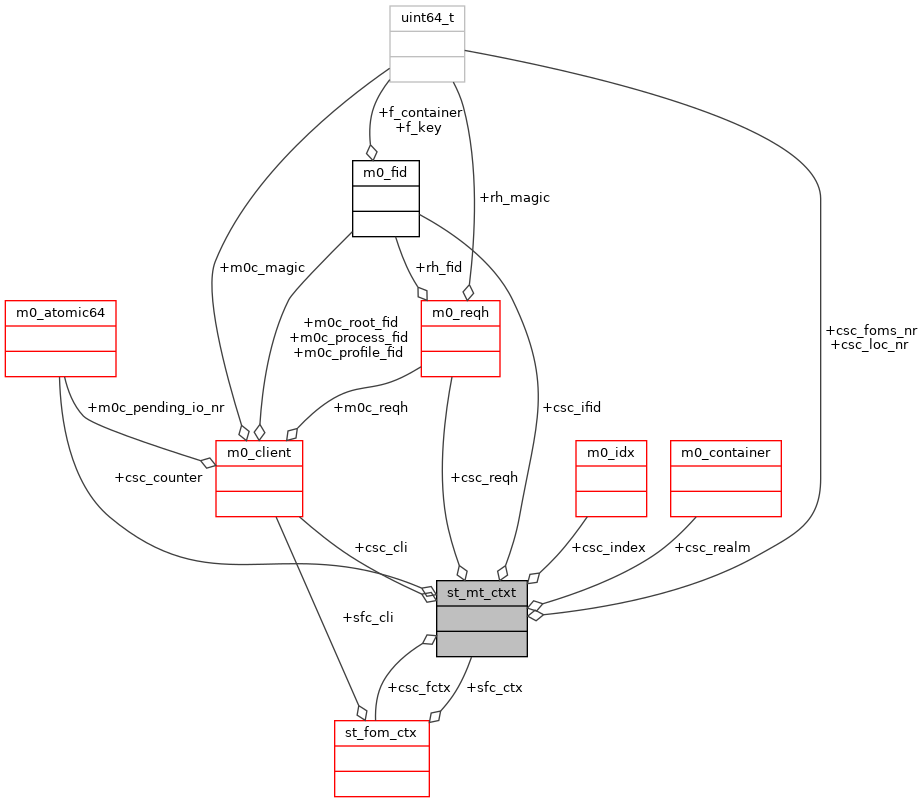 uint64_t
+f_container
+f_key
m0_fid
+rh_magic
+m0c_magic
+rh_fid
m0_atomic64
m0_reqh
+m0c_root_fid
+m0c_process_fid
+m0c_profile_fid
+csc_foms_nr
+csc_loc_nr
+m0c_pending_io_nr
+m0c_reqh
+csc_ifid
m0_client
m0_idx
m0_container
+csc_counter
+csc_reqh
+csc_cli
+csc_index
+csc_realm
st_mt_ctxt
+sfc_cli
+csc_fctx
+sfc_ctx
st_fom_ctx